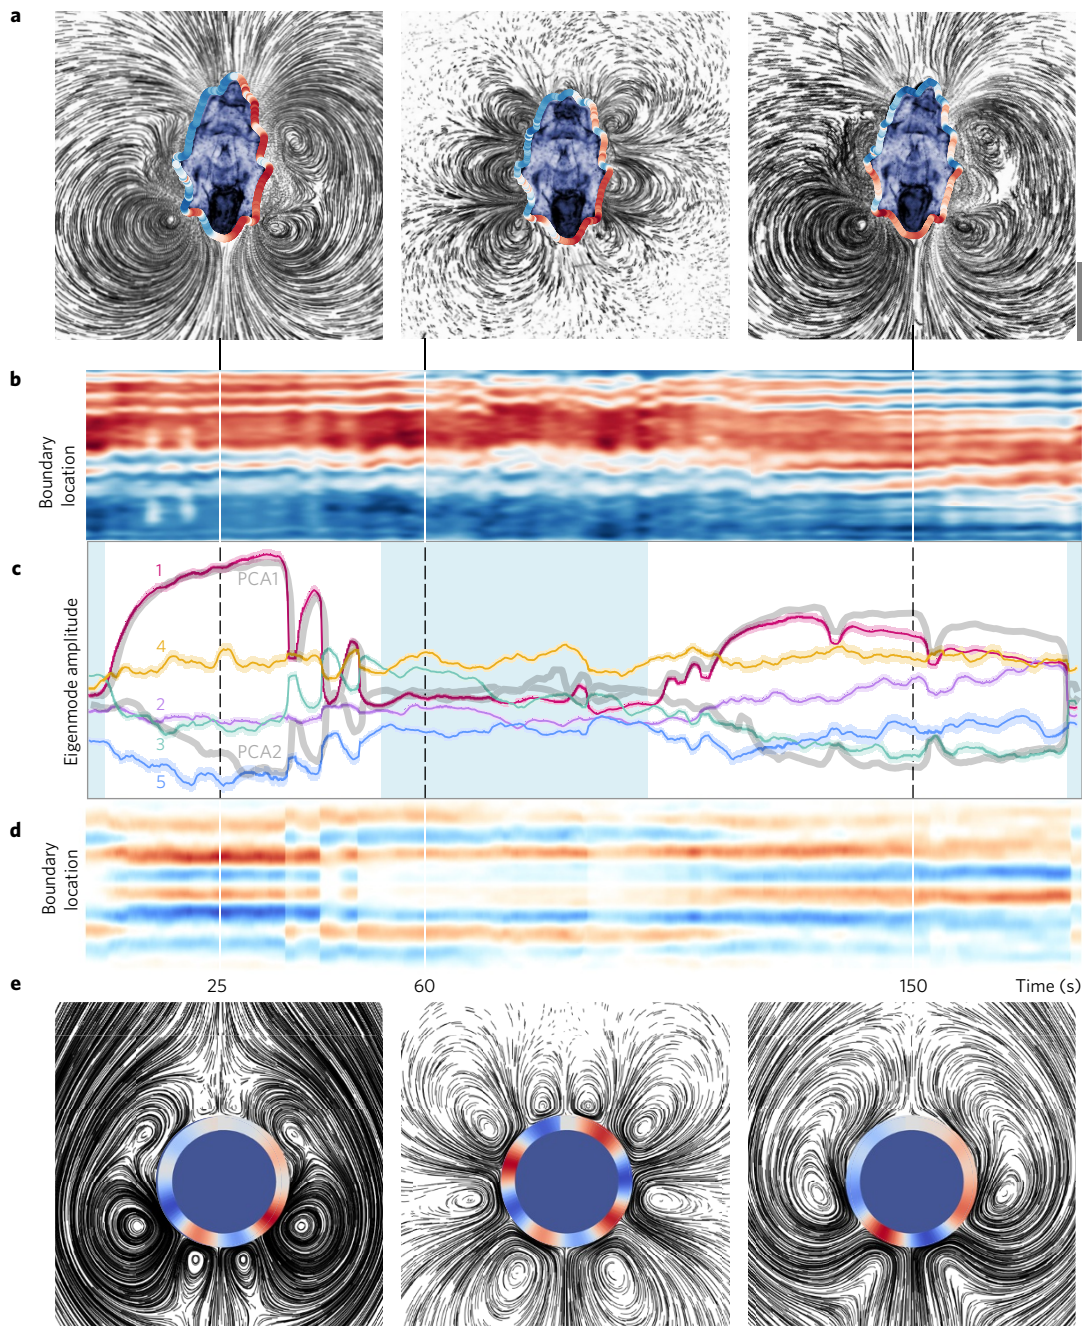 a
b
Boundary
location
c
Eigenmode amplitude
1
PCA1
4
2
3
PCA2
5
d
Boundary
location
e
25
60
150
Time (s)